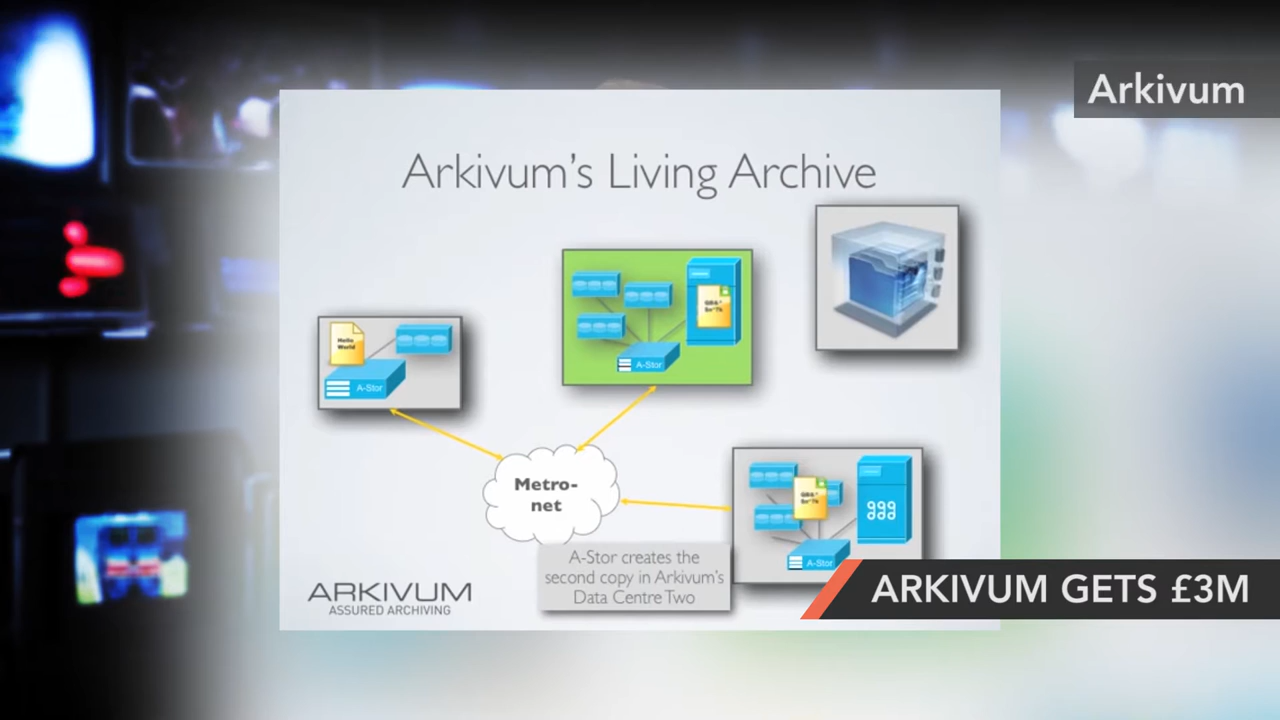 Arkivum
Arkivum's Living Archive
Hello
World
A-Stor
A-Stor
Metro-
net
A-Stor
A-Stor creates the
second copy in Arkivum's
Data Centre Two
ARKIVUM
ASSURED ARCHIVING
ARKIVUM GETS £3M